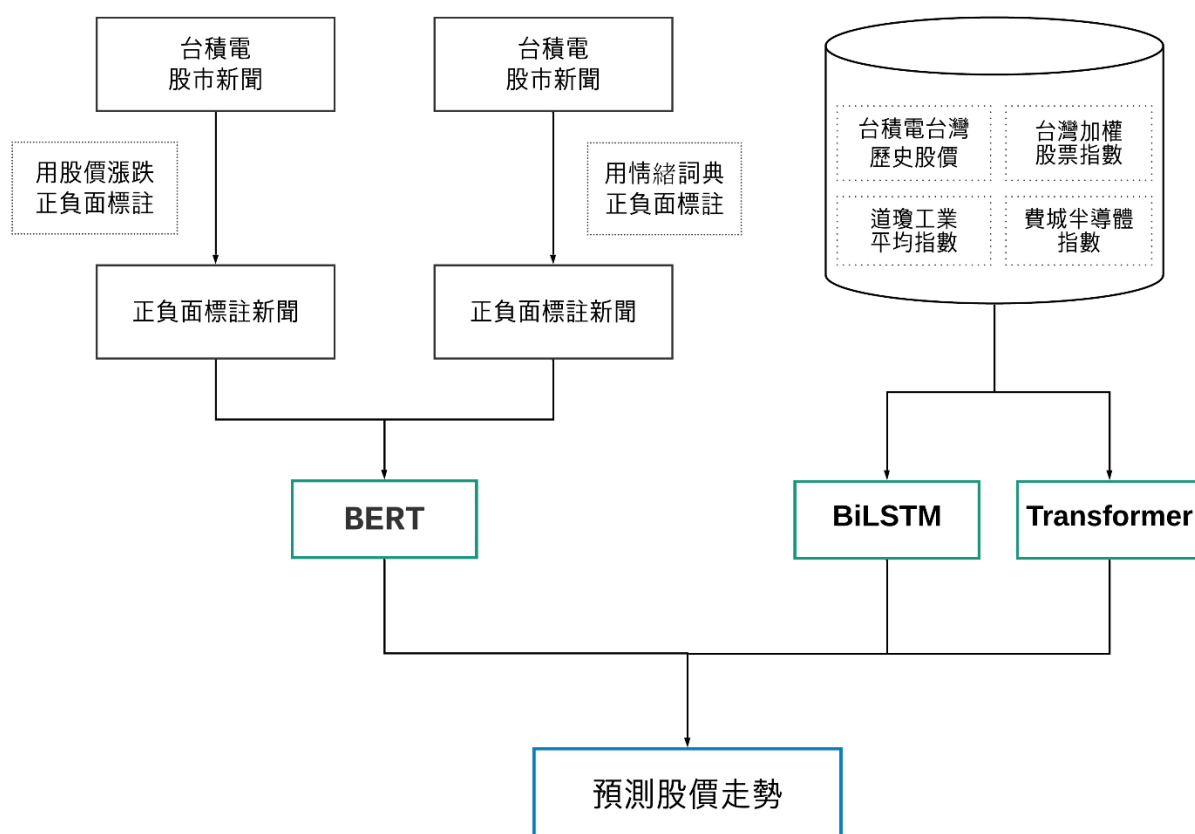 台積電
股市新聞
台積電
股市新聞
用股價漲跌
正負面標註
用情緒詞典
正負面標註
正負面標註新聞
正負面標註新聞
台積電台灣
歷史股價
台灣加權
股票指數
道瓊工業
平均指數
費城半導體
指數
BERT
BiLSTM
Transformer
預測股價走勢